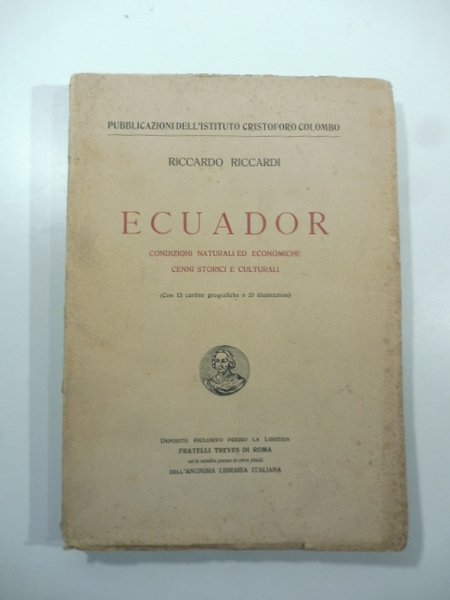 PUBBLICAZIONI DELL'ISTITUTO CRISTOFORO COLOMBO
RICCARDO RICCARDI
ECUADOR
CONDIZIONI NATURALI ED ECONOMICHE
CENNI STORICI E CULTURALI
(Con 15 cartine geografiche e 33 illustrazioni)
DEPOSITO ESCLUSIVO PRESSO LA LIBRERIA
FRATELLI TREVES DI ROMA
ed in vendita presso le altre filiali
DELL'ANONIMA LIBRARIA ITALIANA